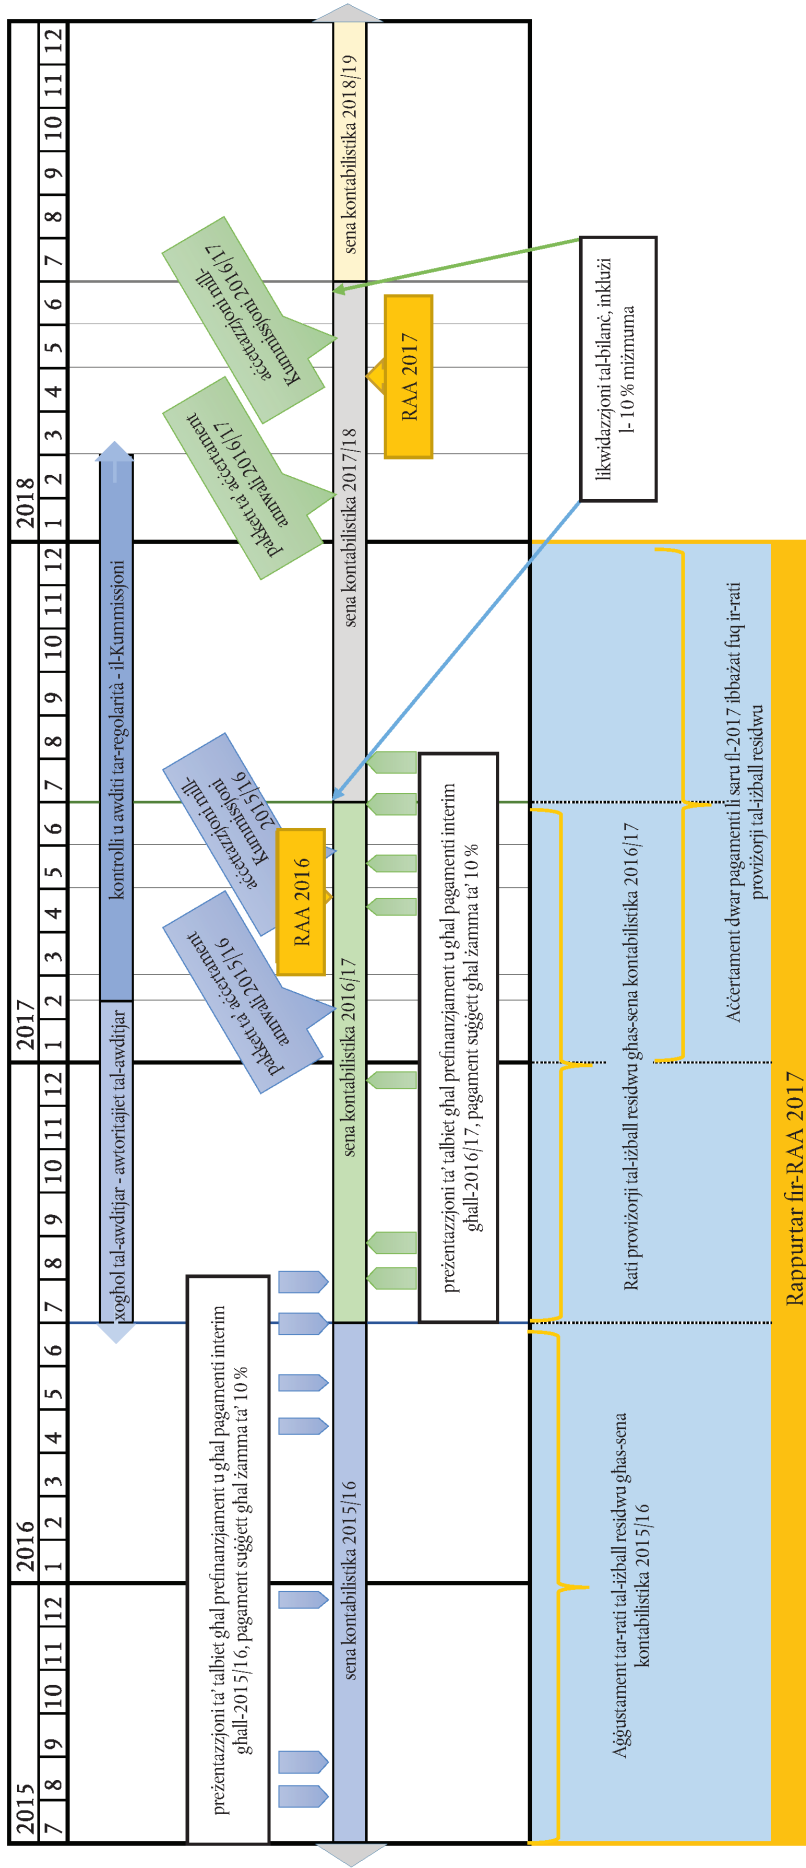 2015 2016 2017 2018
7 8 9 10 11 12 1 2 3 4 5 6 7 8 9 10 11 12 1 2 3 4 5 6 7 8 9 10 11 12 1 2 3 4 5 6 7 8 9 10 11 12
xogħol tal-awditjar - awtoritajiet tal-awditjar
kontrolli u awditi tar-regolarità - il-Kummissjoni
pakkett ta’ aċċertament
annwali 2015/16
aċċettazzjoni mill-
Kummissjoni
2015/16
pakkett ta’ aċċertament
annwali 2016/17
aċċettazzjoni mill-
Kummissjoni 2016/17
preżentazzjoni ta’ talbiet għal prefinanzjament u għal pagamenti interim
għall-2015/16, pagament suġġett għal żamma ta’ 10 %
RAA 2016
sena kontabilistika 2015/16
sena kontabilistika 2016/17
sena kontabilistika 2017/18
sena kontabilistika 2018/19
RAA 2017
preżentazzjoni ta’ talbiet għal prefinanzjament u għal pagamenti interim
għall-2016/17, pagament suġġett għal żamma ta’ 10 %
likwidazzjoni tal-bilanċ, inklużi
l-10 % miżmuma
Aġġustament tar-rati tal-iżball residwu għas-sena
kontabilistika 2015/16
Rati proviżorji tal-iżball residwu għas-sena kontabilistika 2016/17
Aċċertament dwar pagamenti li saru fl-2017 ibbażat fuq ir-rati
proviżorji tal-iżball residwu
Rappurtar fir-RAA 2017